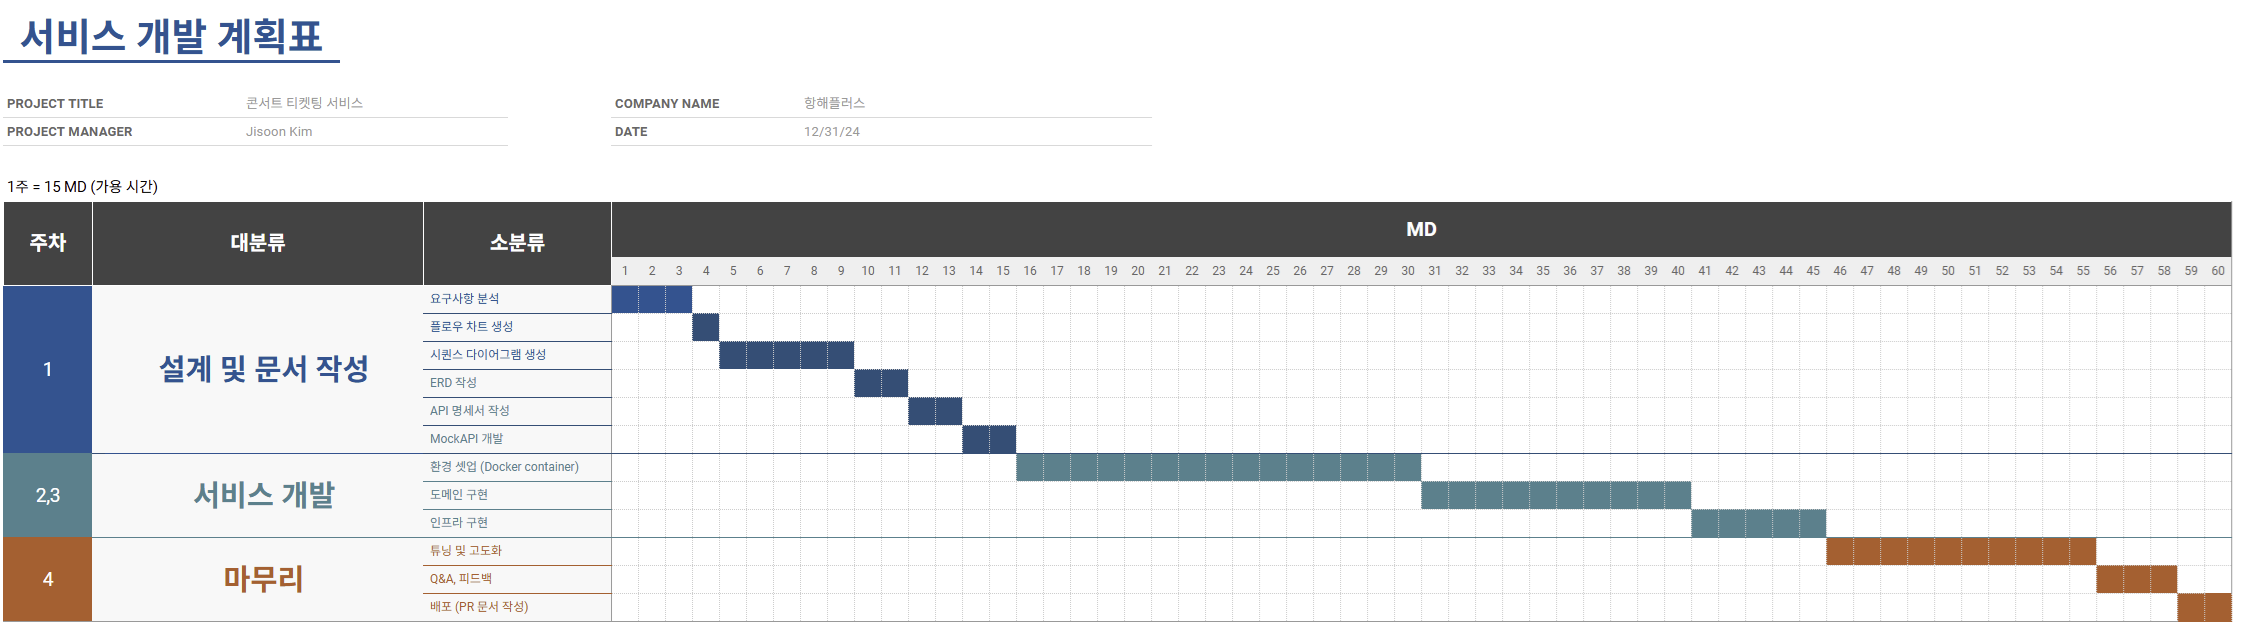 서비스 개발 계획표
PROJECT TITLE 콘서트 티켓팅 서비스 COMPANY NAME 항해플러스
PROJECT MANAGER Jisoon Kim DATE 12/31/24
1주 = 15 MD (가용 시간)
주차 대분류 소분류 MD
1 2 3 4 5 6 7 8 9 10 11 12 13 14 15 16 17 18 19 20 21 22 23 24 25 26 27 28 29 30 31 32 33 34 35 36 37 38 39 40 41 42 43 44 45 46 47 48 49 50 51 52 53 54 55 56 57 58 59 60
1 설계 및 문서 작성
요구사항 분석
플로우 차트 생성
시퀀스 다이어그램 생성
ERD 작성
API 명세서 작성
MockAPI 개발
2,3 서비스 개발
환경 셋업 (Docker container)
도메인 구현
인프라 구현
4 마무리
튜닝 및 고도화
Q&A, 피드백
배포 (PR 문서 작성)